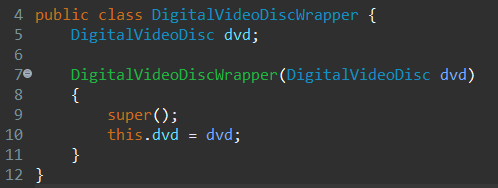 4 public class DigitalVideoDiscWrapper {
5     DigitalVideoDisc dvd;
6
7     DigitalVideoDiscWrapper(DigitalVideoDisc dvd)
8     {
9         super();
10         this.dvd = dvd;
11     }
12 }